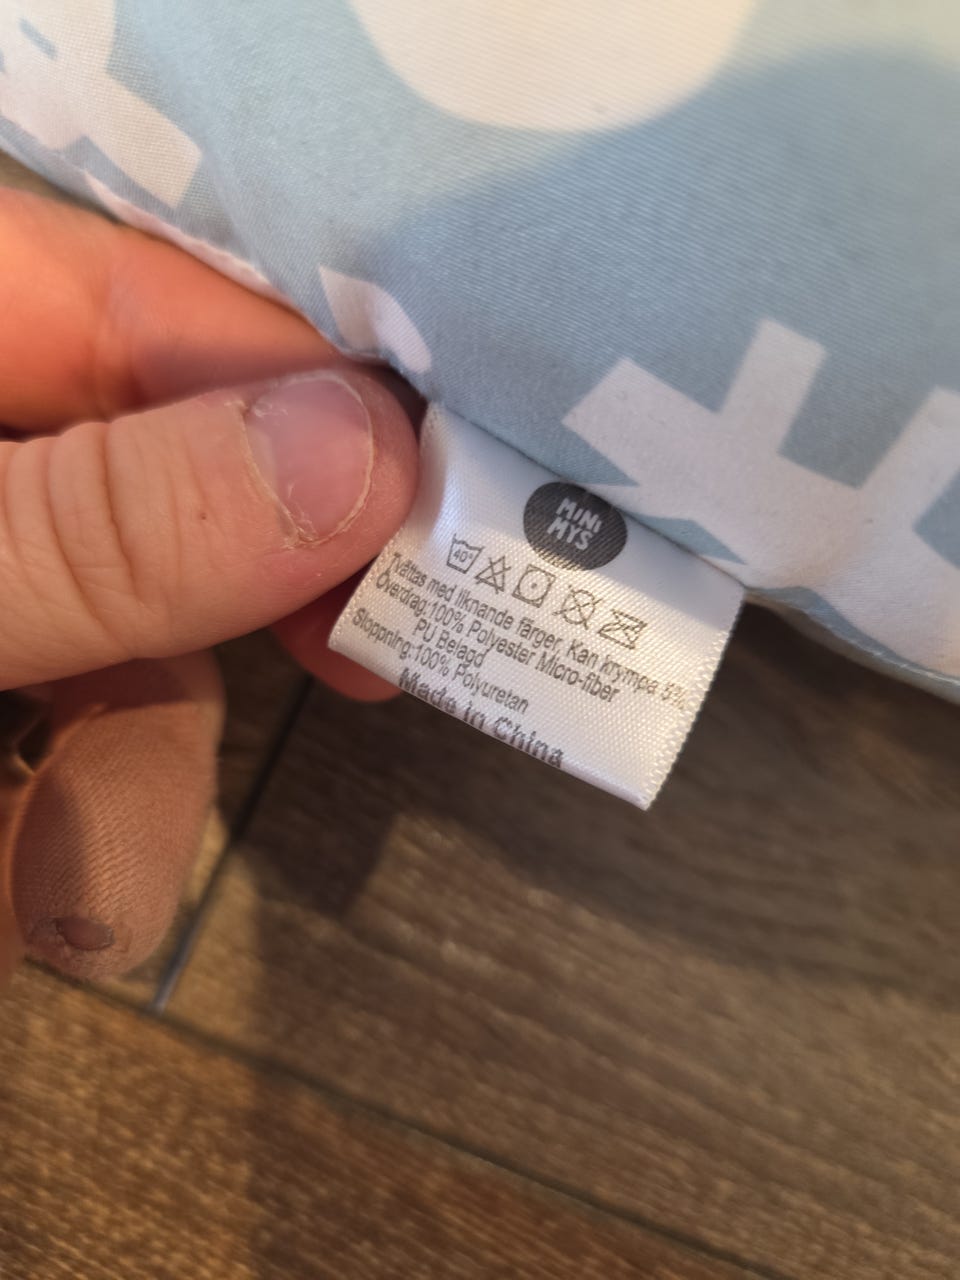 MINI
MYS
40°
Tvättas med liknande färger. Kan krympa 5%.
Överdrag:100% Polyester Micro-fiber
PU Belagd
Stoppning:100% Polyuretan
Made in China